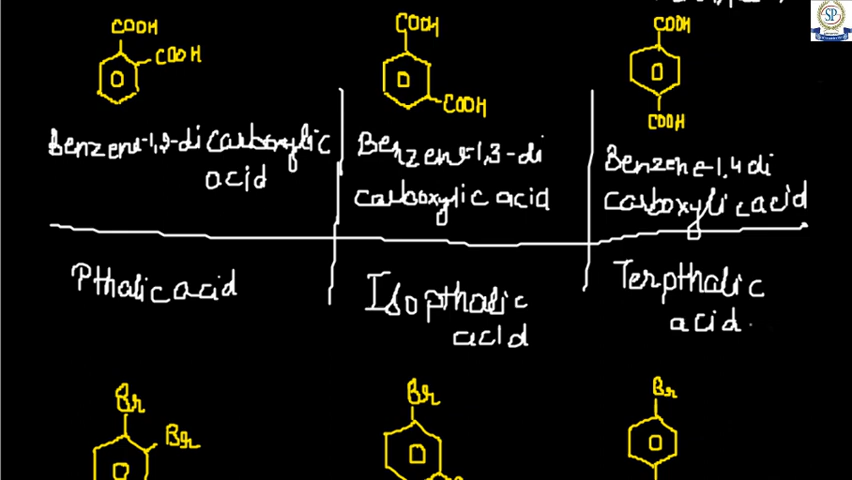 COOH
COOH
COOH
COOH
COOH
COOH
Benzene-1,2-di carboxylic
acid
Benzene-1,3-di
carboxylic acid
Benzene-1,4 di
carboxylic acid
Pthalic acid
Isopthalic
acid
Terpthalic
acid
Br
Br
Br
Br
SP